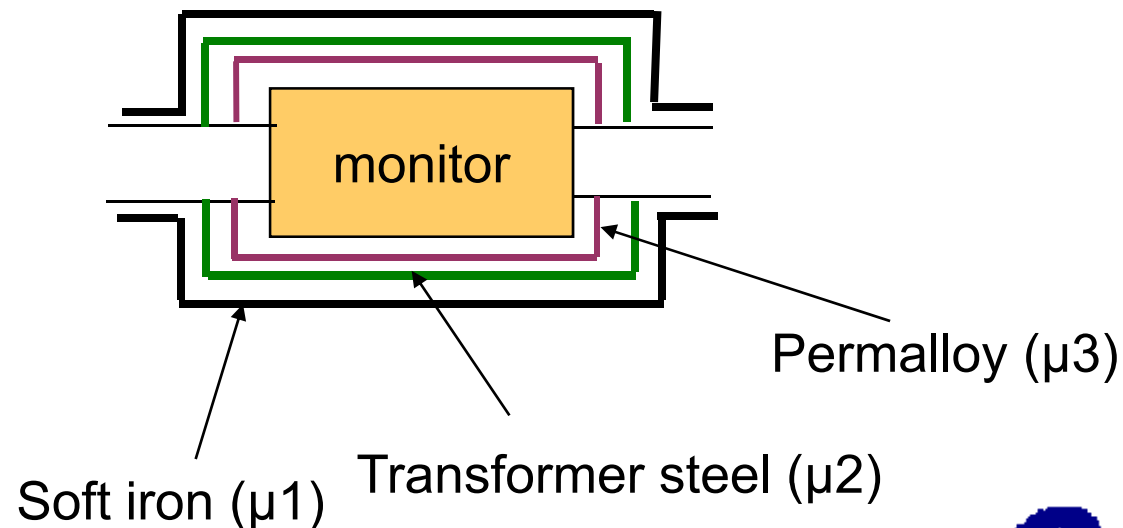 monitor
Permalloy (µ3)
Transformer steel (µ2)
Soft iron (µ1)